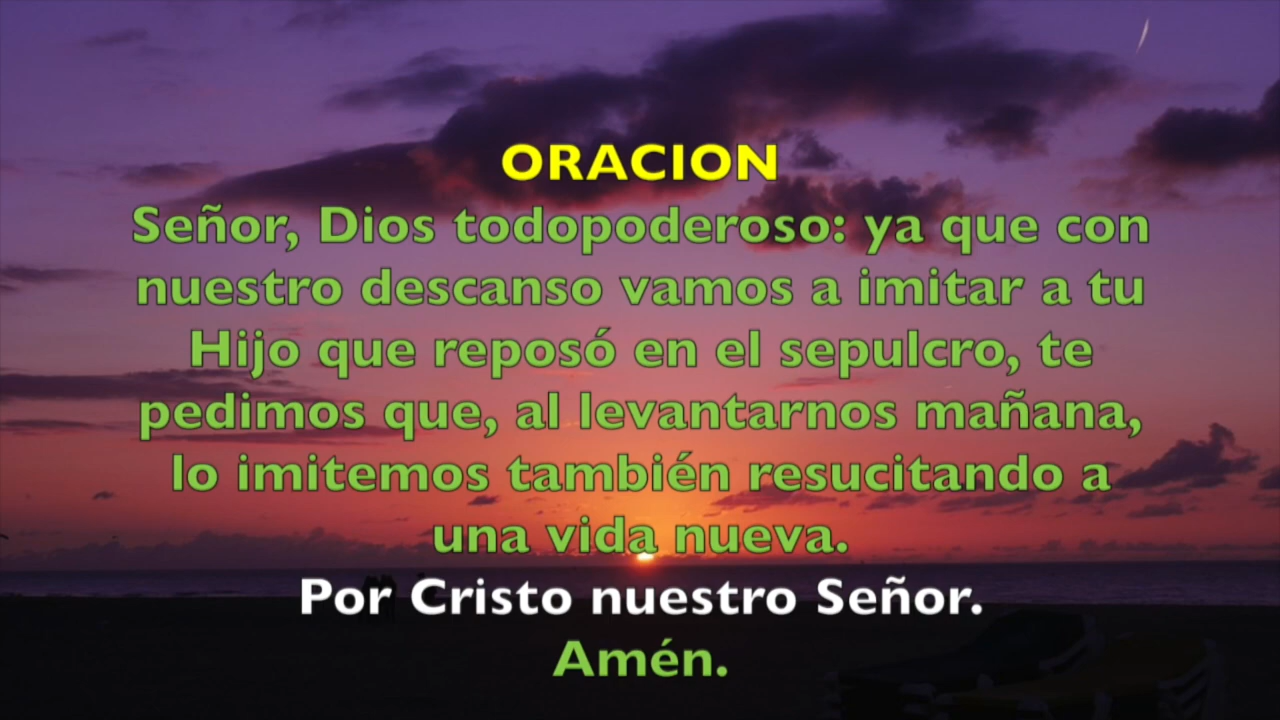 ORACION
Señor, Dios todopoderoso: ya que con
nuestro descanso vamos a imitar a tu
Hijo que reposó en el sepulcro, te
pedimos que, al levantarnos mañana,
lo imitemos también resucitando a
una vida nueva.
Por Cristo nuestro Señor.
Amén.